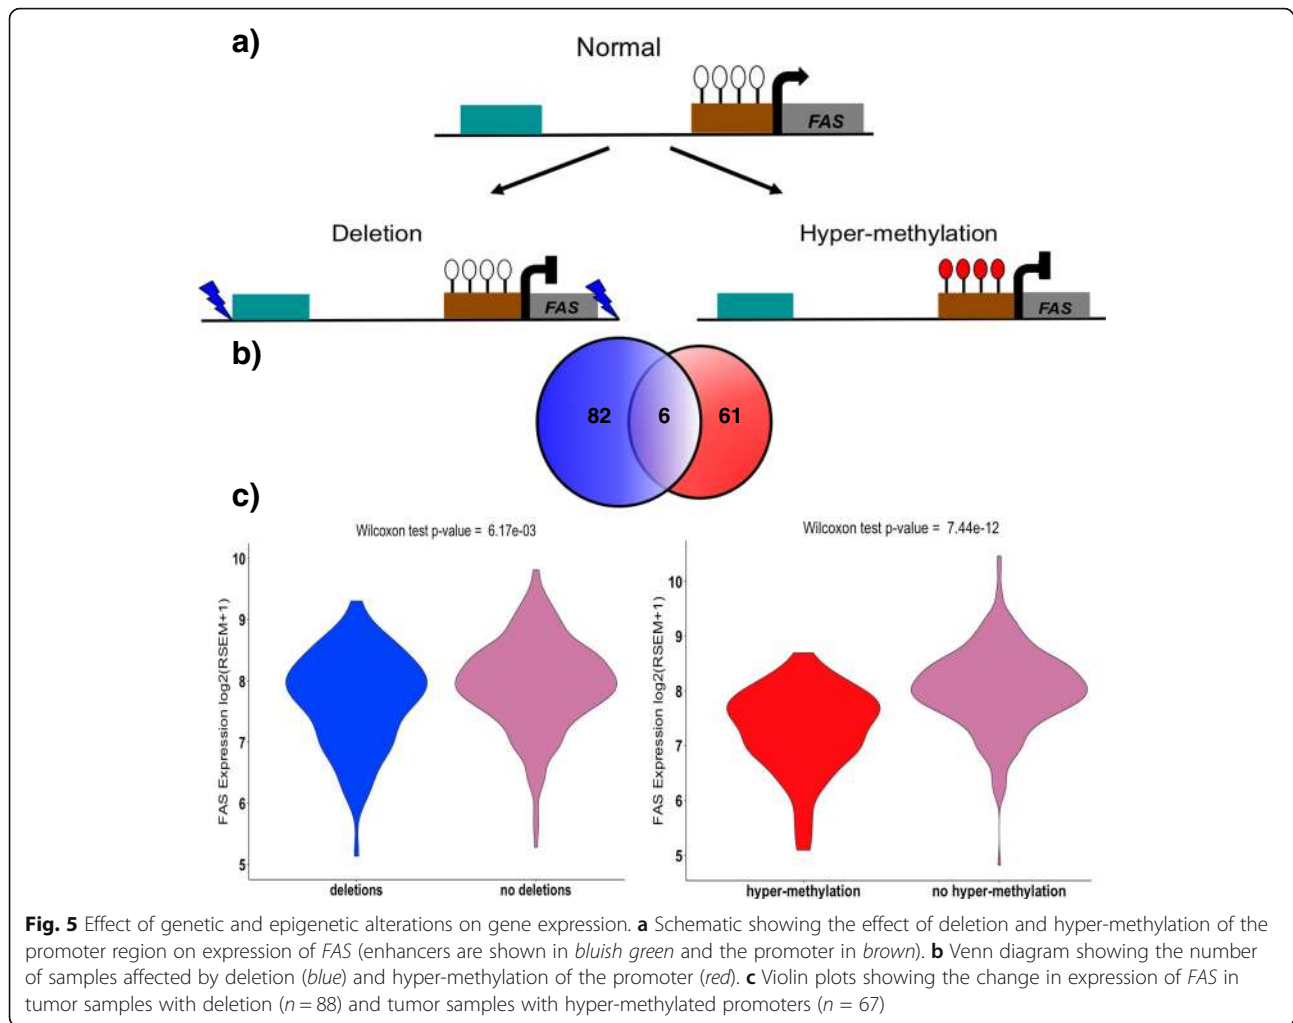 a)
Normal
FAS
Deletion
Hyper-methylation
FAS
FAS
b)
82 6 61
c)
Wilcoxon test p-value = 6.17e-03
FAS Expression log2(RSEM+1)
10
9
8
7
6
5
deletions no deletions
Wilcoxon test p-value = 7.44e-12
FAS Expression log2(RSEM+1)
10
9
8
7
6
5
hyper-methylation no hyper-methylation
Fig. 5 Effect of genetic and epigenetic alterations on gene expression. a Schematic showing the effect of deletion and hyper-methylation of the
promoter region on expression of FAS (enhancers are shown in bluish green and the promoter in brown). b Venn diagram showing the number
of samples affected by deletion (blue) and hyper-methylation of the promoter (red). c Violin plots showing the change in expression of FAS in
tumor samples with deletion (n = 88) and tumor samples with hyper-methylated promoters (n = 67)